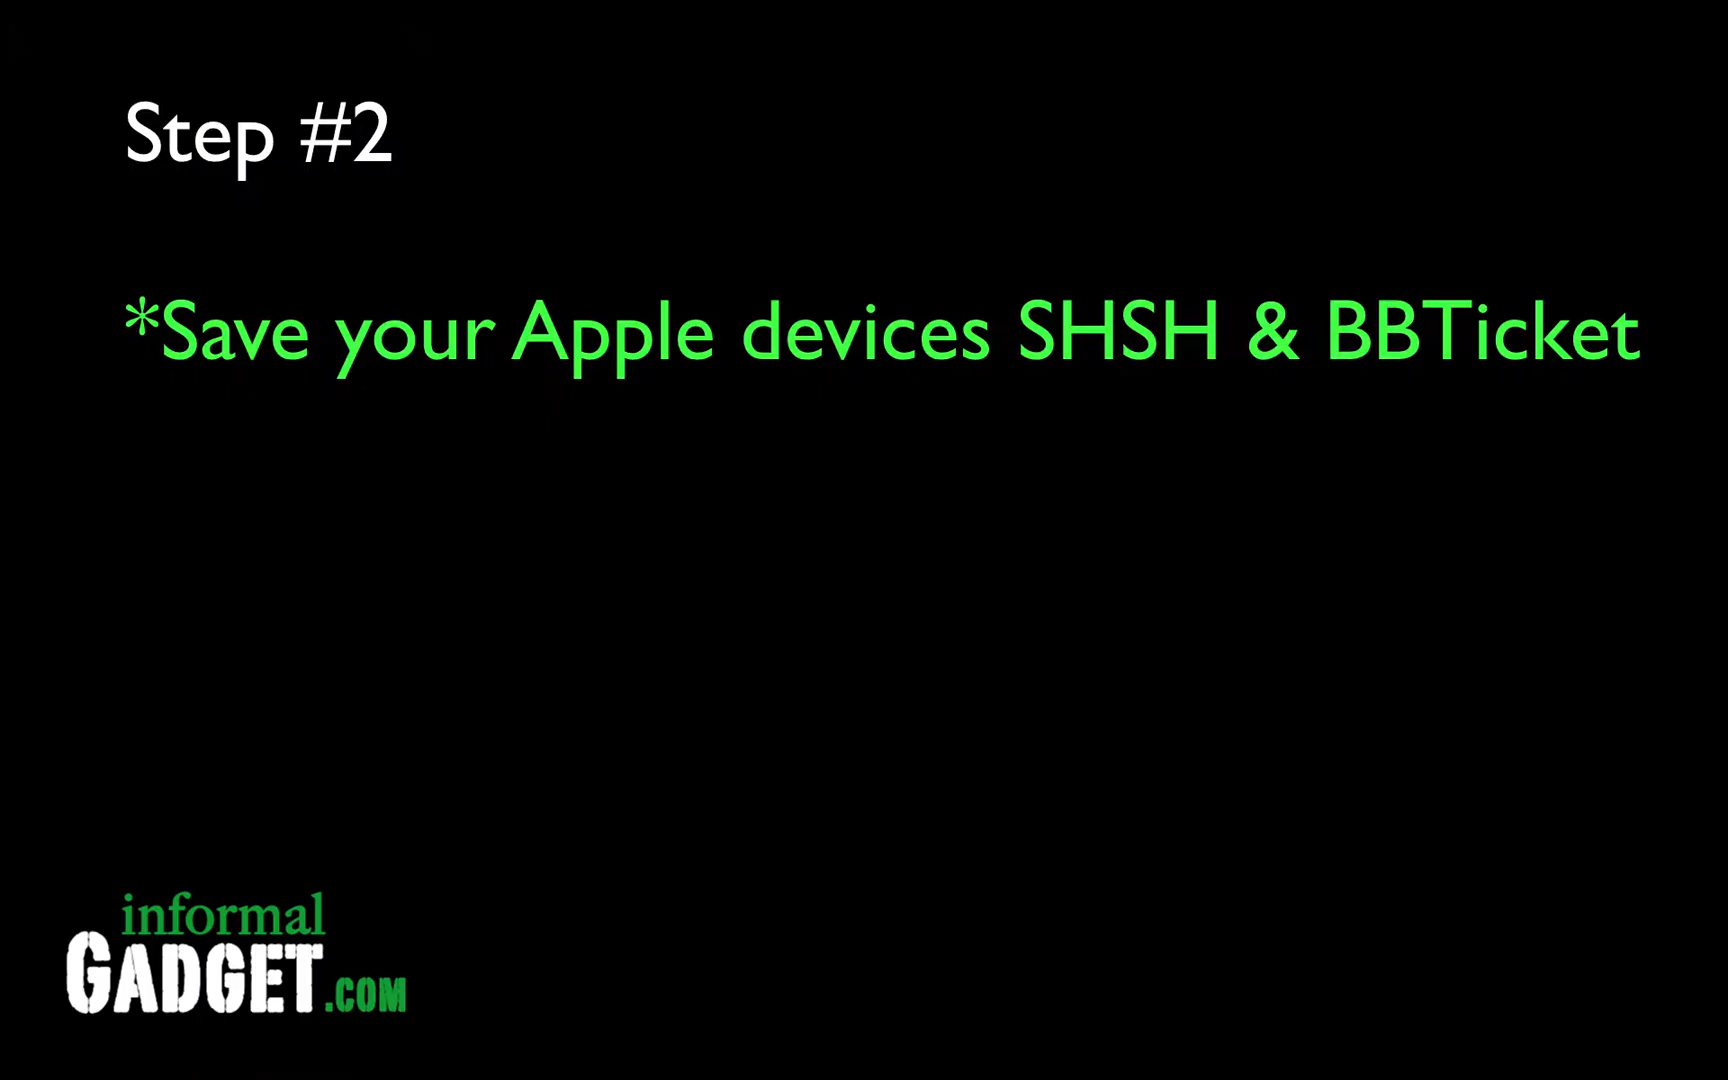 Step #2
*Save your Apple devices SHSH & BBTicket
informal
GADGET.COM